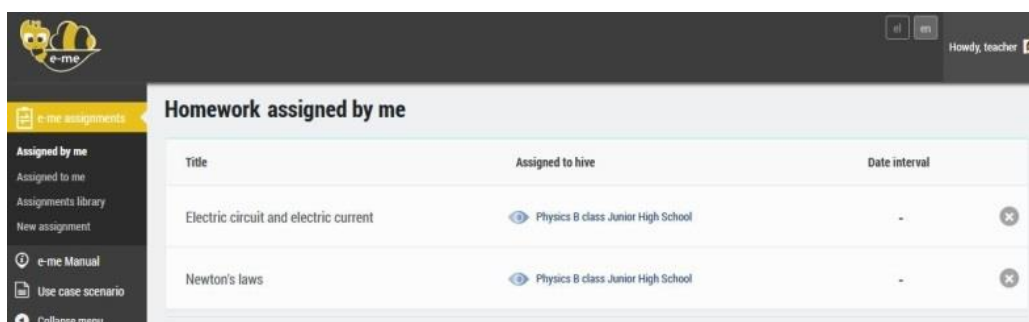 el en
Howdy, teacher
e-me
e-me assignments
Assigned by me
Assigned to me
Assignments library
New assignment
e-me Manual
Use case scenario
Collapse menu
Homework assigned by me
Title Assigned to hive Date interval
Electric circuit and electric current Physics B class Junior High School -
Newton's laws Physics B class Junior High School -